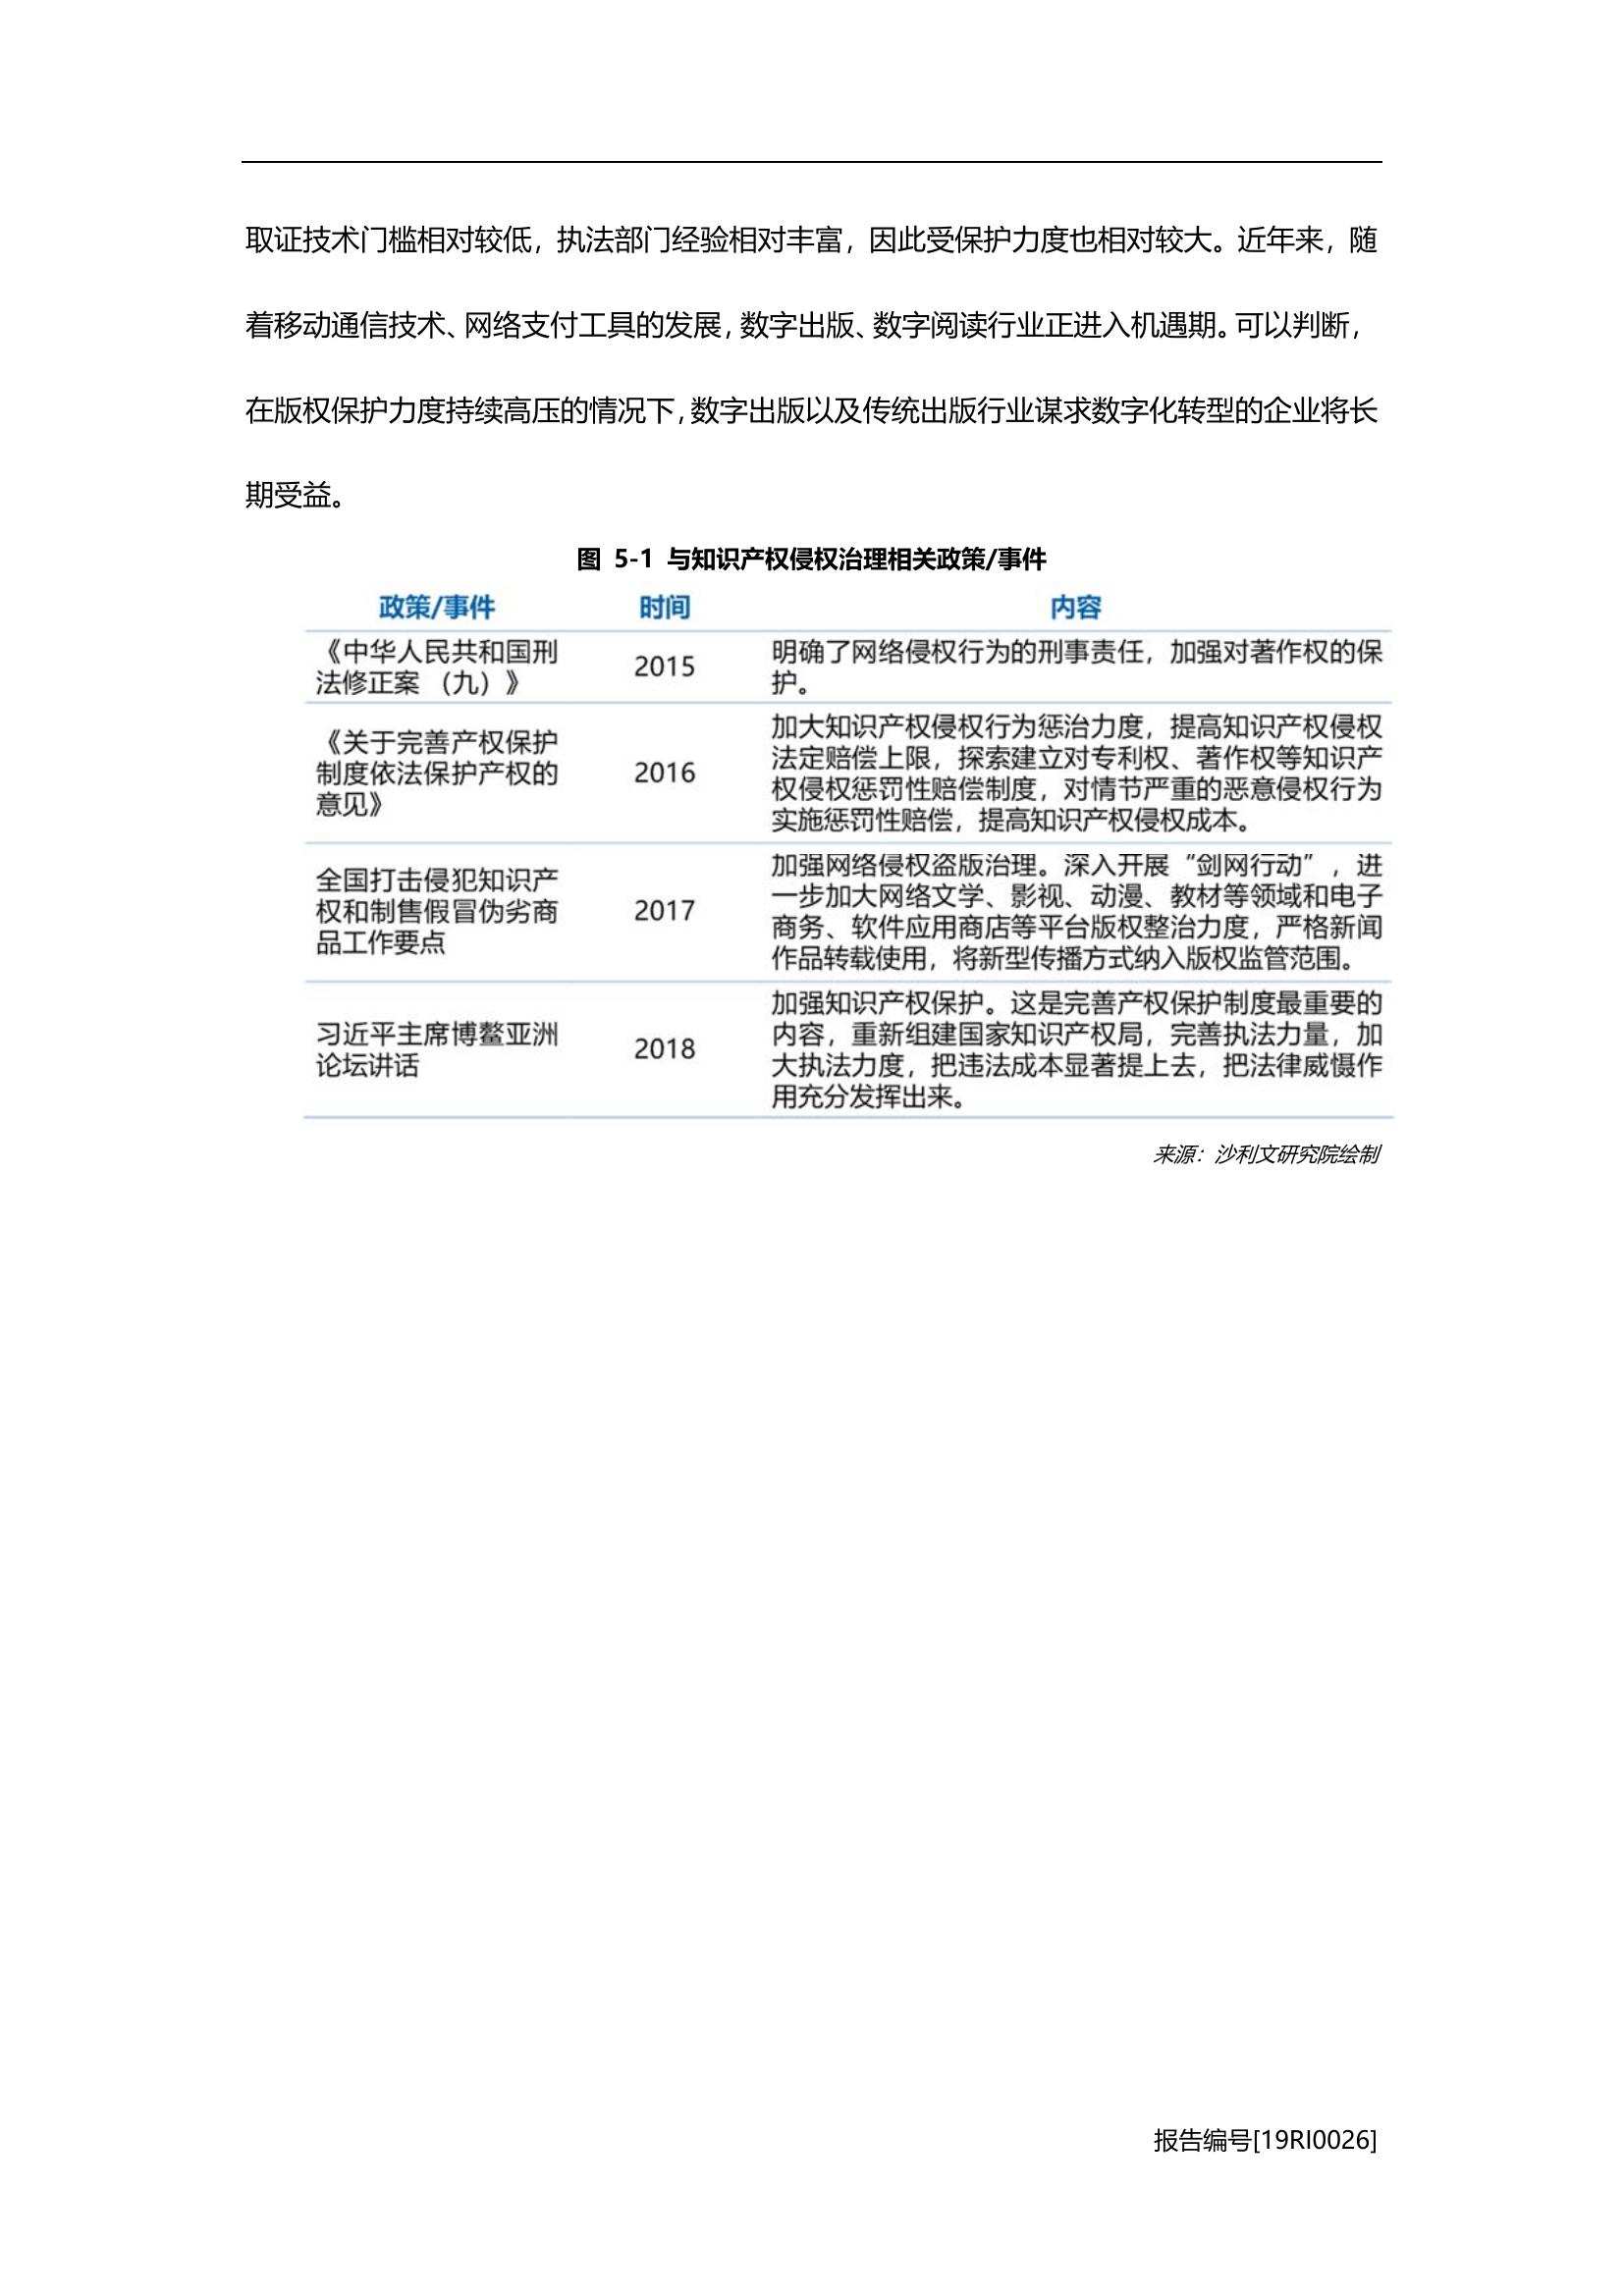 取证技术门槛相对较低，执法部门经验相对丰富，因此受保护力度也相对较大。近年来，随
着移动通信技术、网络支付工具的发展，数字出版、数字阅读行业正进入机遇期。可以判断，
在版权保护力度持续高压的情况下，数字出版以及传统出版行业谋求数字化转型的企业将长
期受益。
图 5-1 与知识产权侵权治理相关政策/事件
政策/事件 时间 内容
《中华人民共和国刑
法修正案 （九）》
2015
明确了网络侵权行为的刑事责任，加强对著作权的保
护。
《关于完善产权保护
制度依法保护产权的
意见》
2016
加大知识产权侵权行为惩治力度，提高知识产权侵权
法定赔偿上限，探索建立对专利权、著作权等知识产
权侵权惩罚性赔偿制度，对情节严重的恶意侵权行为
实施惩罚性赔偿，提高知识产权侵权成本。
全国打击侵犯知识产
权和制售假冒伪劣商
品工作要点
2017
加强网络侵权盗版治理。深入开展“剑网行动”，进
一步加大网络文学、影视、动漫、教材等领域和电子
商务、软件应用商店等平台版权整治力度，严格新闻
作品转载使用，将新型传播方式纳入版权监管范围。
习近平主席博鳌亚洲
论坛讲话
2018
加强知识产权保护。这是完善产权保护制度最重要的
内容，重新组建国家知识产权局，完善执法力量，加
大执法力度，把违法成本显著提上去，把法律威慑作
用充分发挥出来。
来源：沙利文研究院绘制
报告编号[19RI0026]